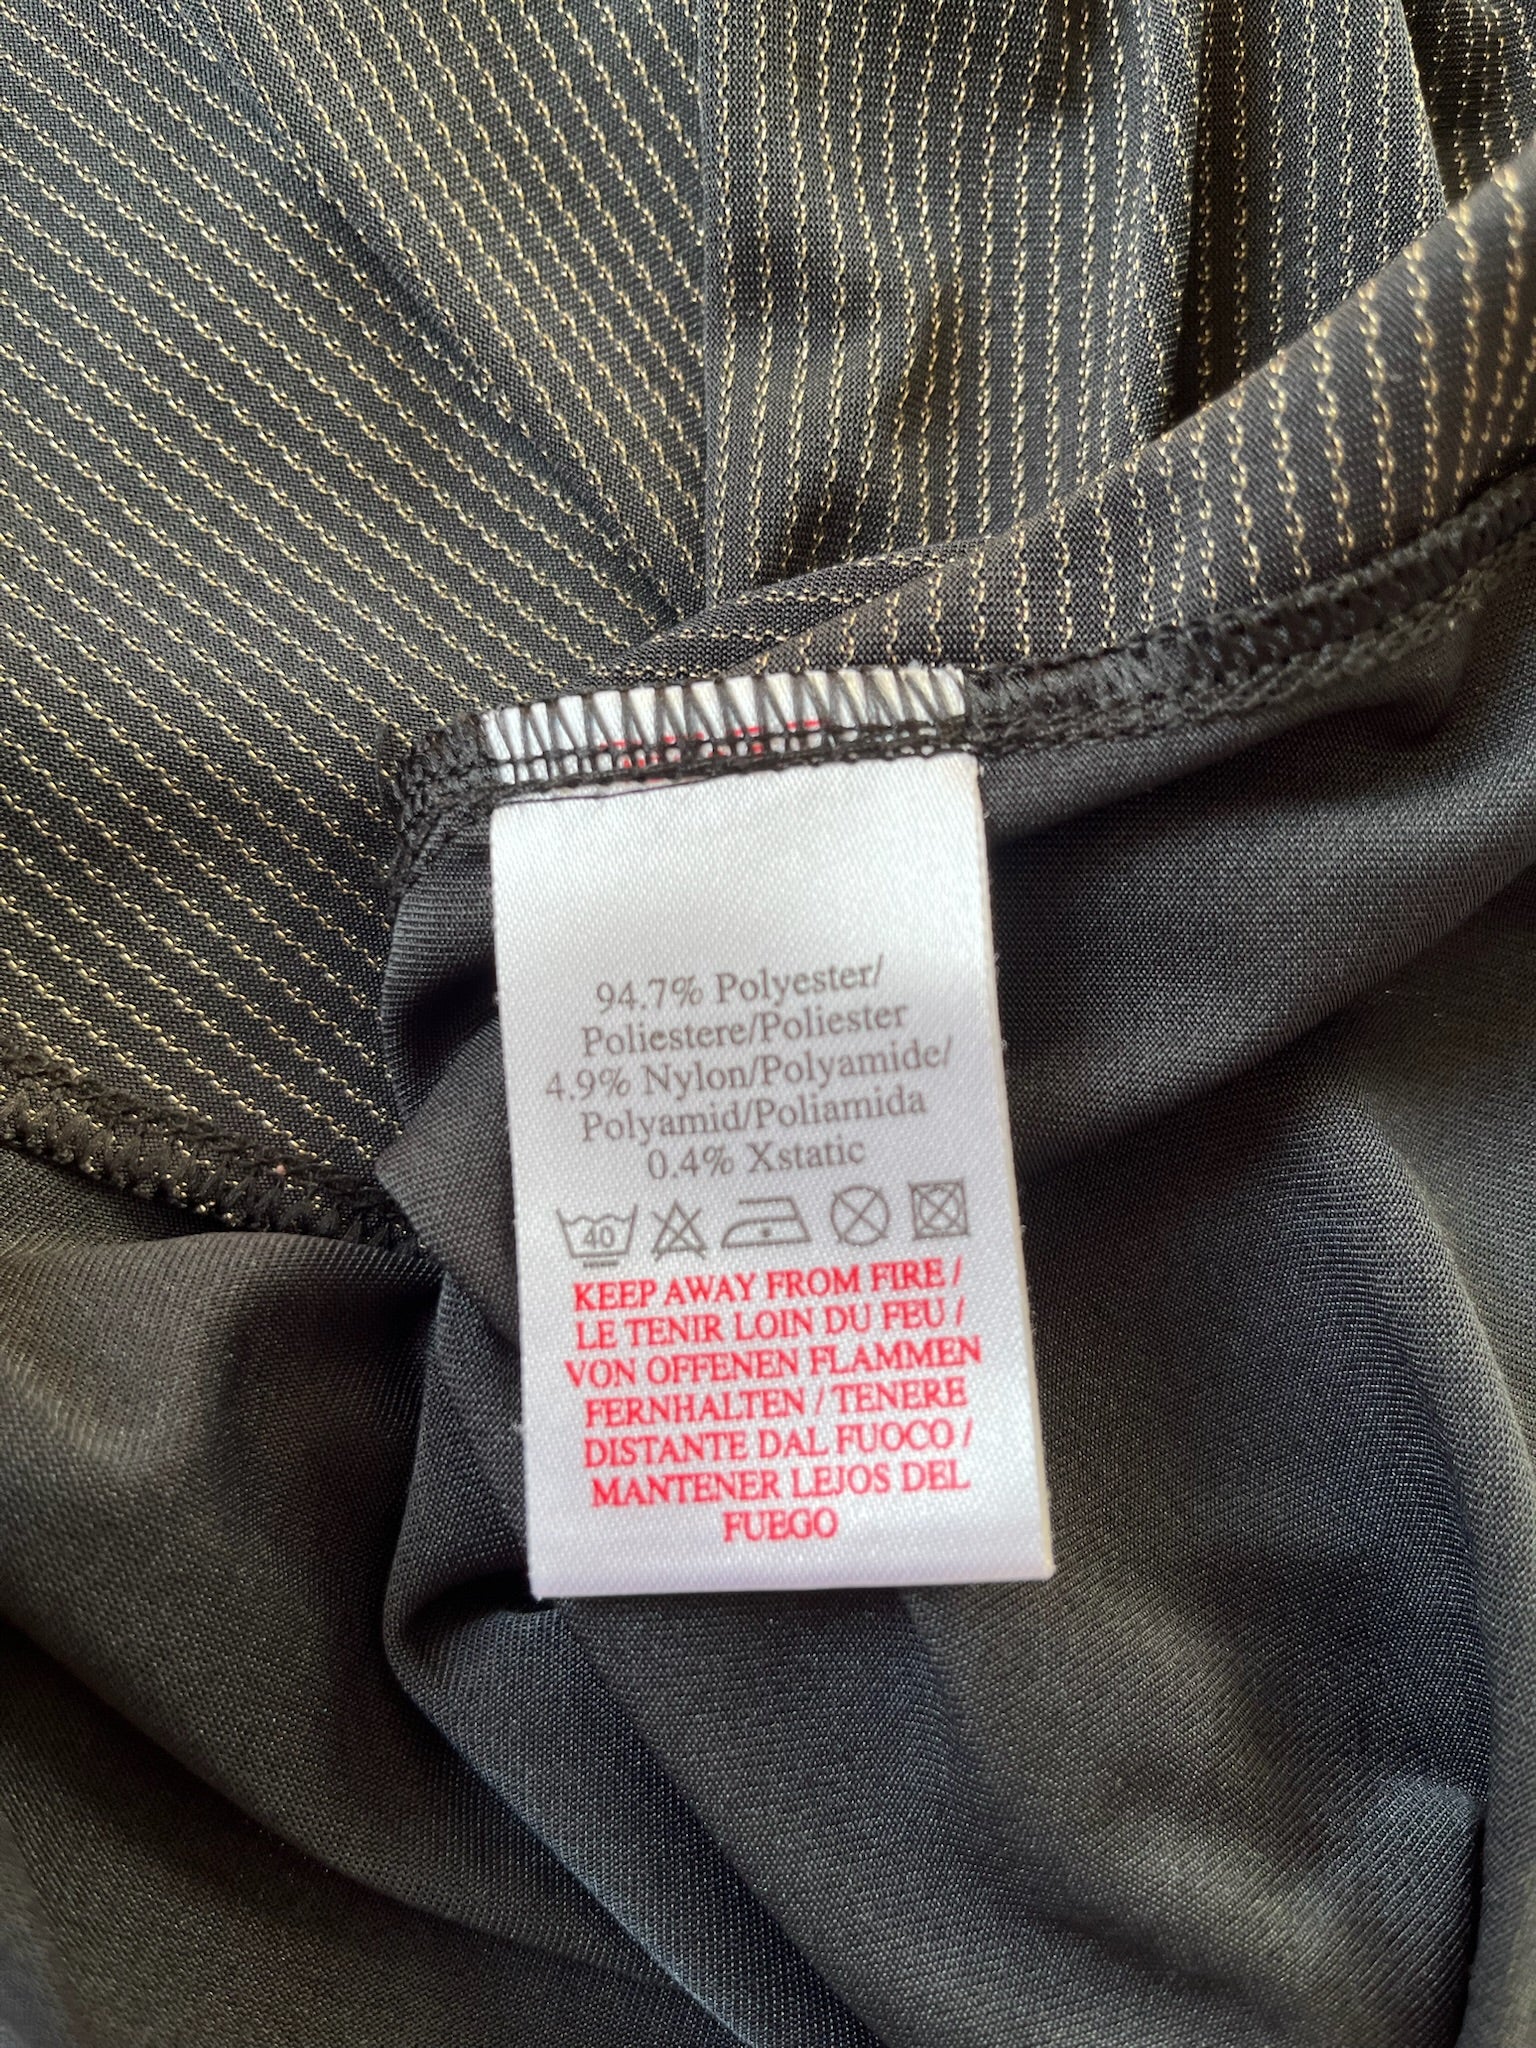 94.7% Polyester/
Poliestere/Poliester
4.9% Nylon/Polyamide/
Polyamid/Poliamida
0.4% Xstatic
40
KEEP AWAY FROM FIRE /
LE TENIR LOIN DU FEU /
VON OFFENEN FLAMMEN
FERNHALTEN / TENERE
DISTANTE DAL FUOCO /
MANTENER LEJOS DEL
FUEGO